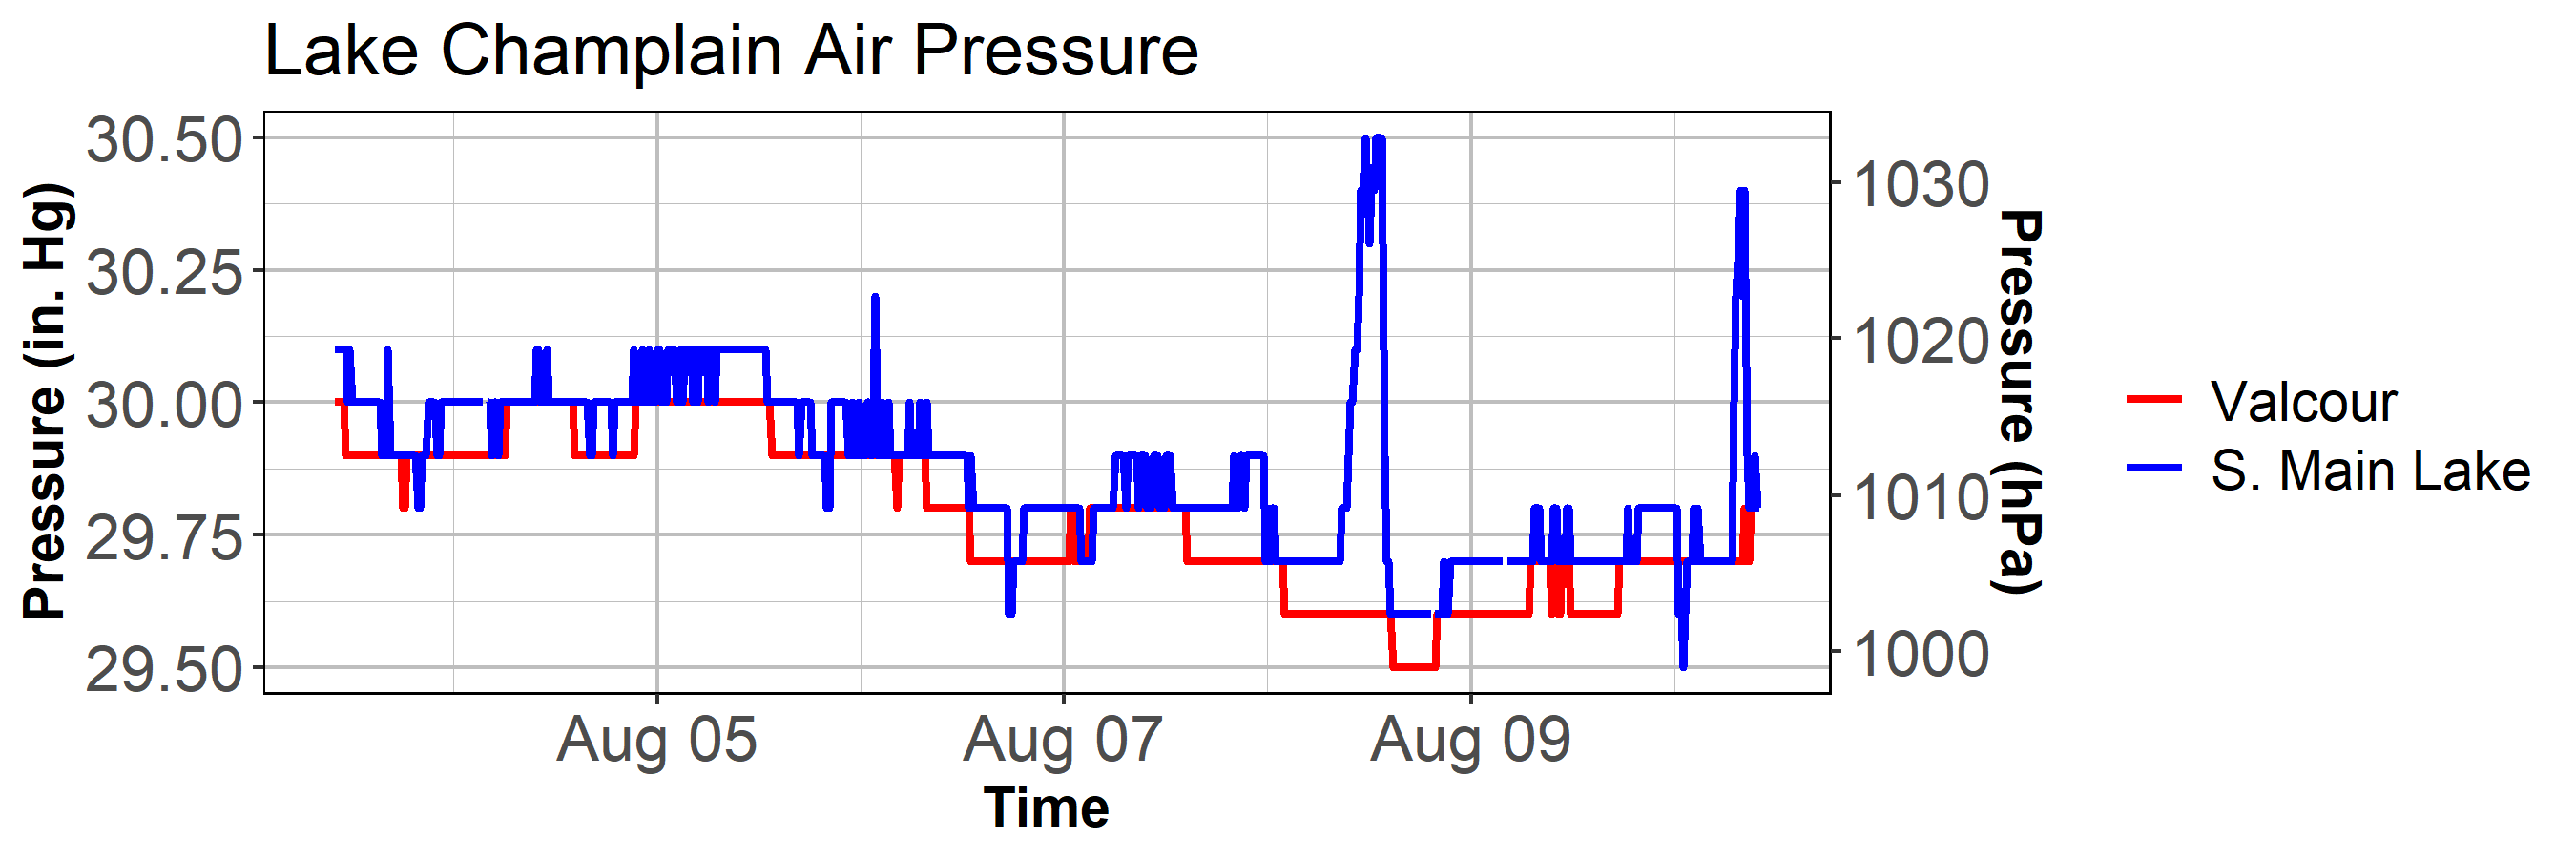 Lake Champlain Air Pressure
Pressure (in. Hg)
30.50
30.25
30.00
29.75
29.50
Aug 05
Aug 07
Aug 09
Time
1030
1020
1010
1000
Pressure (hPa)
Valcour
S. Main Lake